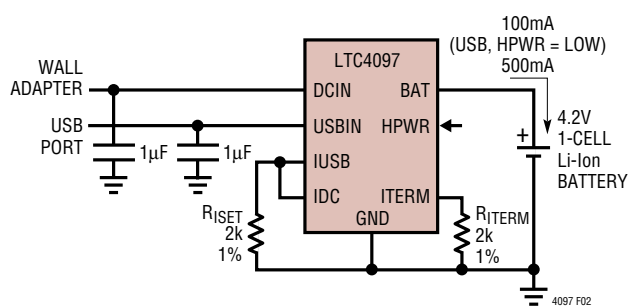 100mA
(USB, HPWR = LOW)
500mA
LTC4097
WALL
ADAPTER
DCIN
BAT
USB
PORT
USBIN
HPWR
1µF
1µF
IUSB
IDC
ITERM
GND
+
4.2V
1-CELL
Li-Ion
BATTERY
RISET
2k
1%
RITERM
2k
1%
4097 F02